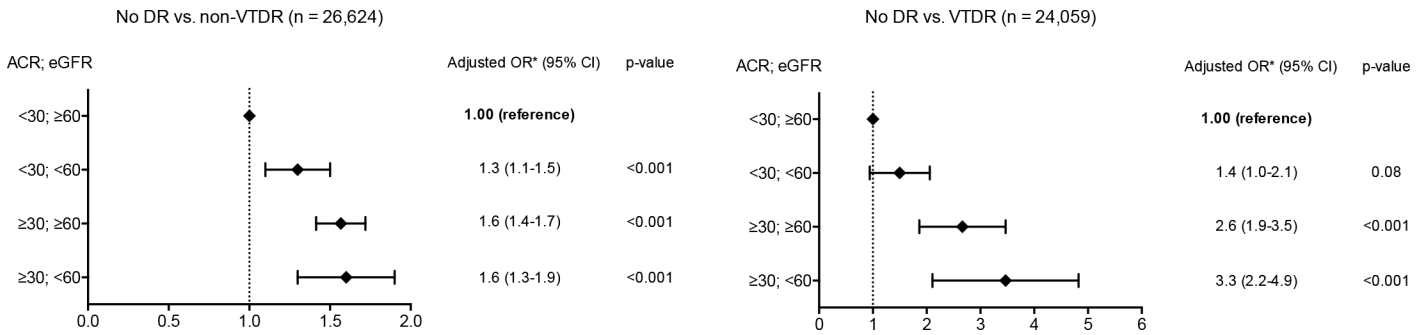 No DR vs. non-VTDR (n = 26,624)
ACR; eGFR
Adjusted OR* (95% CI) p-value
<30; ≥60 1.00 (reference)
<30; <60 1.3 (1.1-1.5) <0.001
≥30; ≥60 1.6 (1.4-1.7) <0.001
≥30; <60 1.6 (1.3-1.9) <0.001
0.0 0.5 1.0 1.5 2.0
No DR vs. VTDR (n = 24,059)
ACR; eGFR
Adjusted OR* (95% CI) p-value
<30; ≥60 1.00 (reference)
<30; <60 1.4 (1.0-2.1) 0.08
≥30; ≥60 2.6 (1.9-3.5) <0.001
≥30; <60 3.3 (2.2-4.9) <0.001
0 1 2 3 4 5 6